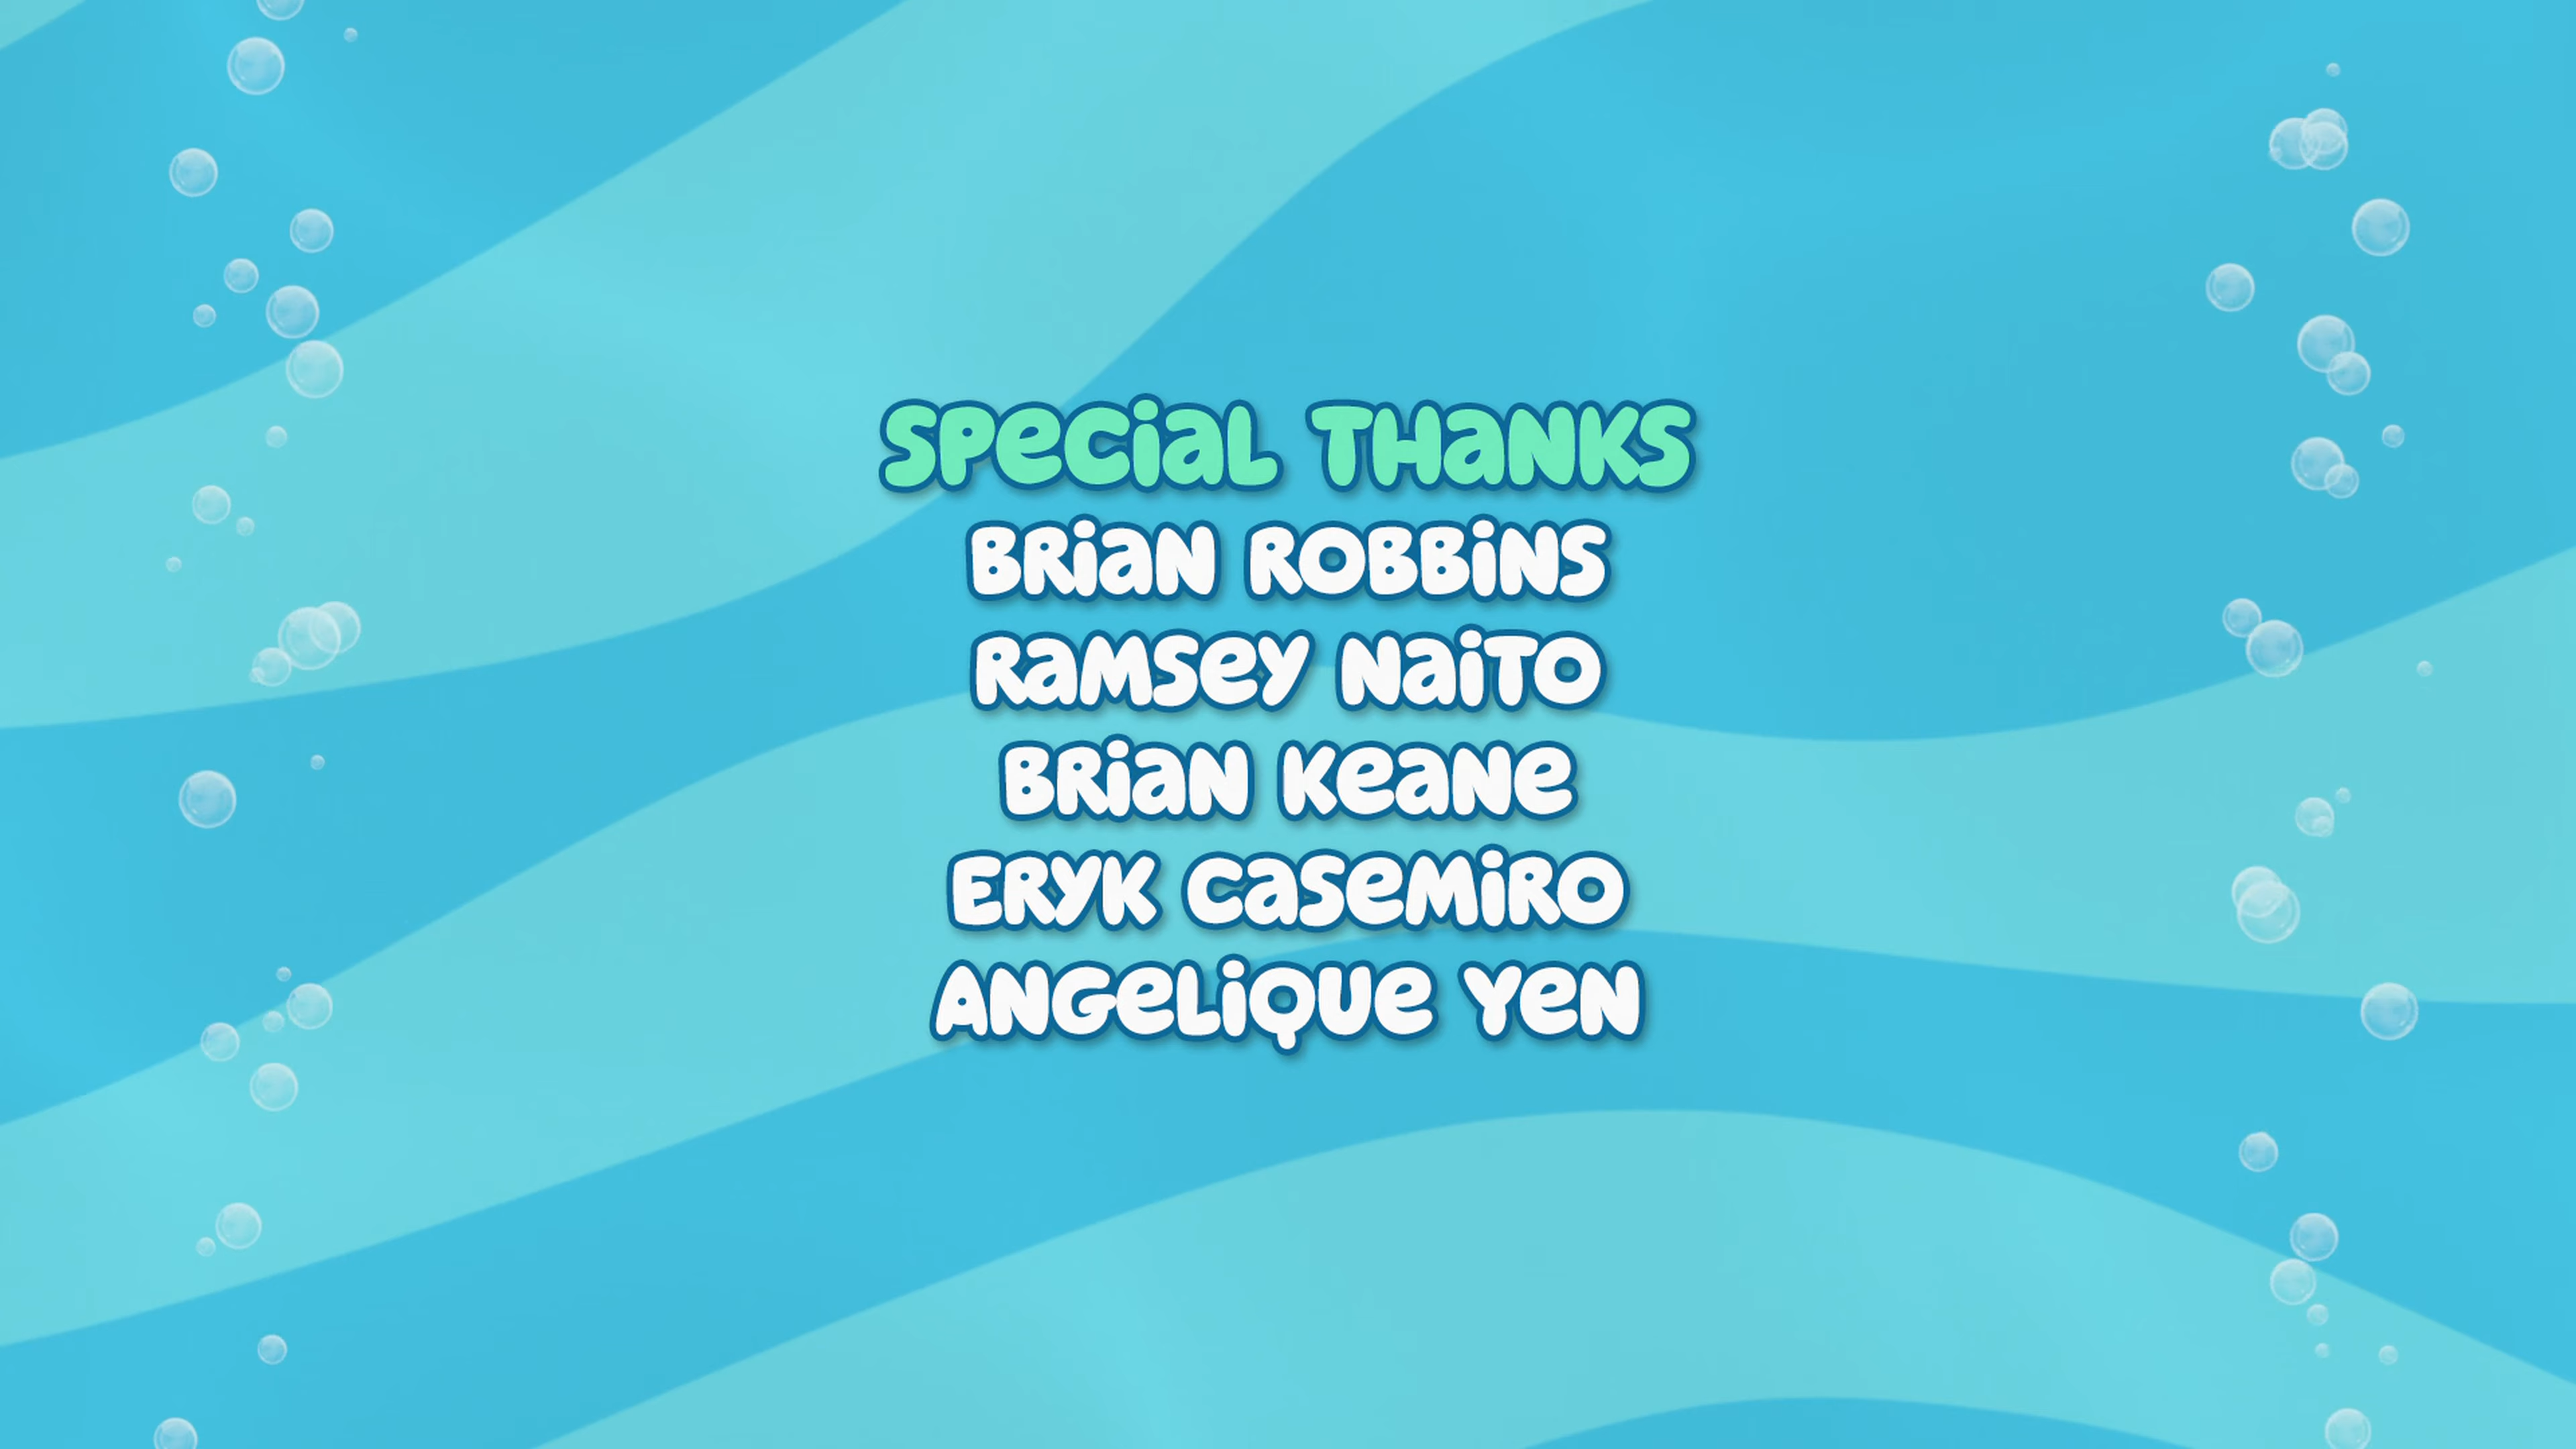 SPECIAL THANKS
BRIAN ROBBINS
RAMSEY NAITO
BRIAN KEANE
ERYK CASEMIRO
ANGELIQUE YEN